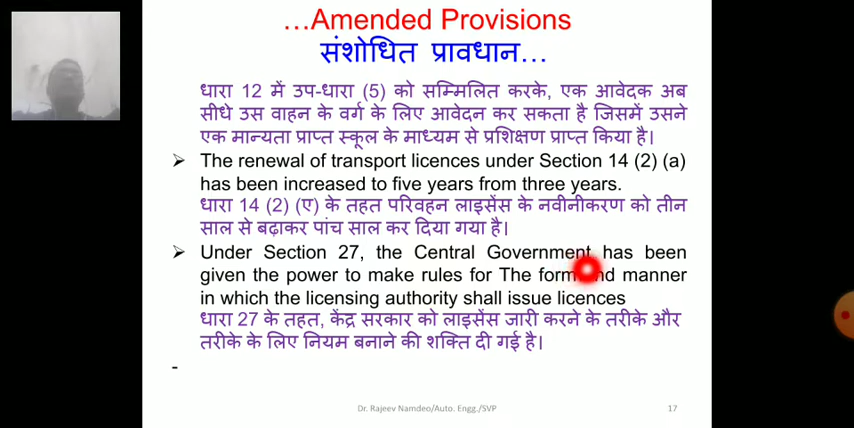 ...Amended Provisions
संशोधित प्रावधान...
धारा 12 में उप-धारा (5) को सम्मिलित करके, एक आवेदक अब
सीधे उस वाहन के वर्ग के लिए आवेदन कर सकता है जिसमें उसने
एक मान्यता प्राप्त स्कूल के माध्यम से प्रशिक्षण प्राप्त किया है।
➢ The renewal of transport licences under Section 14 (2) (a)
has been increased to five years from three years.
धारा 14 (2) (ए) के तहत परिवहन लाइसेंस के नवीनीकरण को तीन
साल से बढ़ाकर पांच साल कर दिया गया है।
➢ Under Section 27, the Central Government has been
given the power to make rules for The form and manner
in which the licensing authority shall issue licences
धारा 27 के तहत, केंद्र सरकार को लाइसेंस जारी करने के तरीके और
तरीके के लिए नियम बनाने की शक्ति दी गई है।
-
Dr. Rajeev Namdeo/Auto. Engg./SVP 17